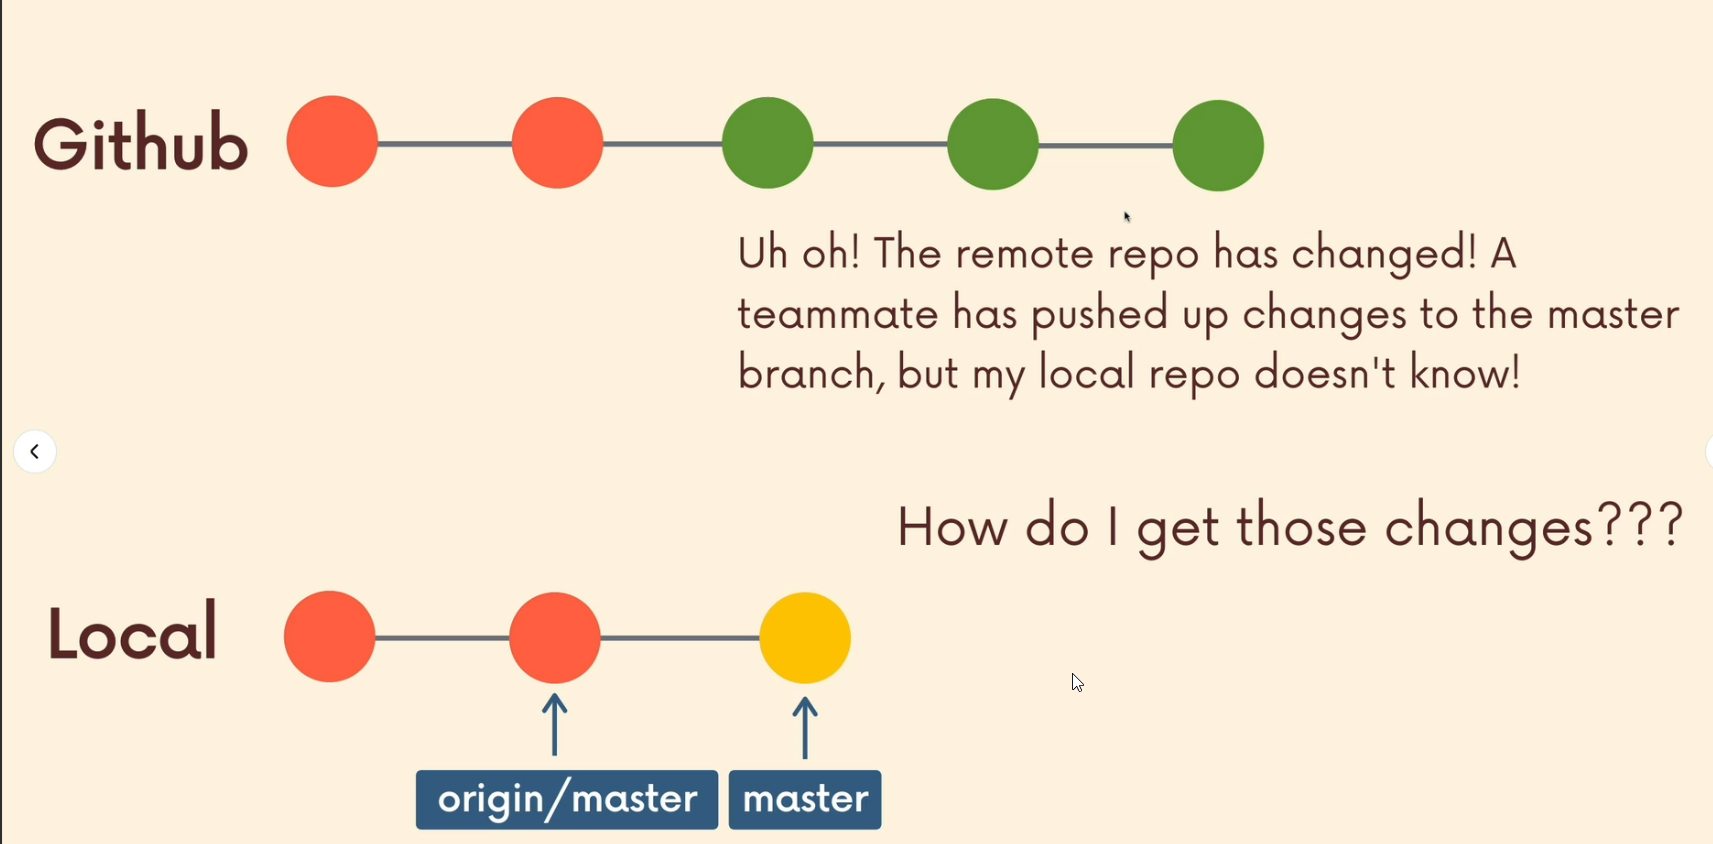 Github
Uh oh! The remote repo has changed! A
teammate has pushed up changes to the master
branch, but my local repo doesn't know!
How do I get those changes???
Local
origin/master
master